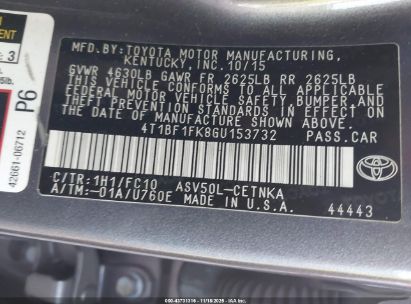 MENT
3
P6
42661-06712
MFD.BY:TOYOTA MOTOR MANUFACTURING,
KENTUCKY, INC. 10/15
GVWR 4630LB GAWR FR 2625LB RR 2625LB
THIS VEHICLE CONFORMS TO ALL APPLICABLE
FEDERAL MOTOR VEHICLE SAFETY, BUMPER, AND
THEFT PREVENTION STANDARDS IN EFFECT ON
THE DATE OF MANUFACTURE SHOWN ABOVE.
4T1BF1FK8GU153732 PASS.CAR
C/TR:1H1/FC10 ASV50L-CETNKA
A/TM:-01A/U760E MADE IN U.S.A.
TOYOTA
44443